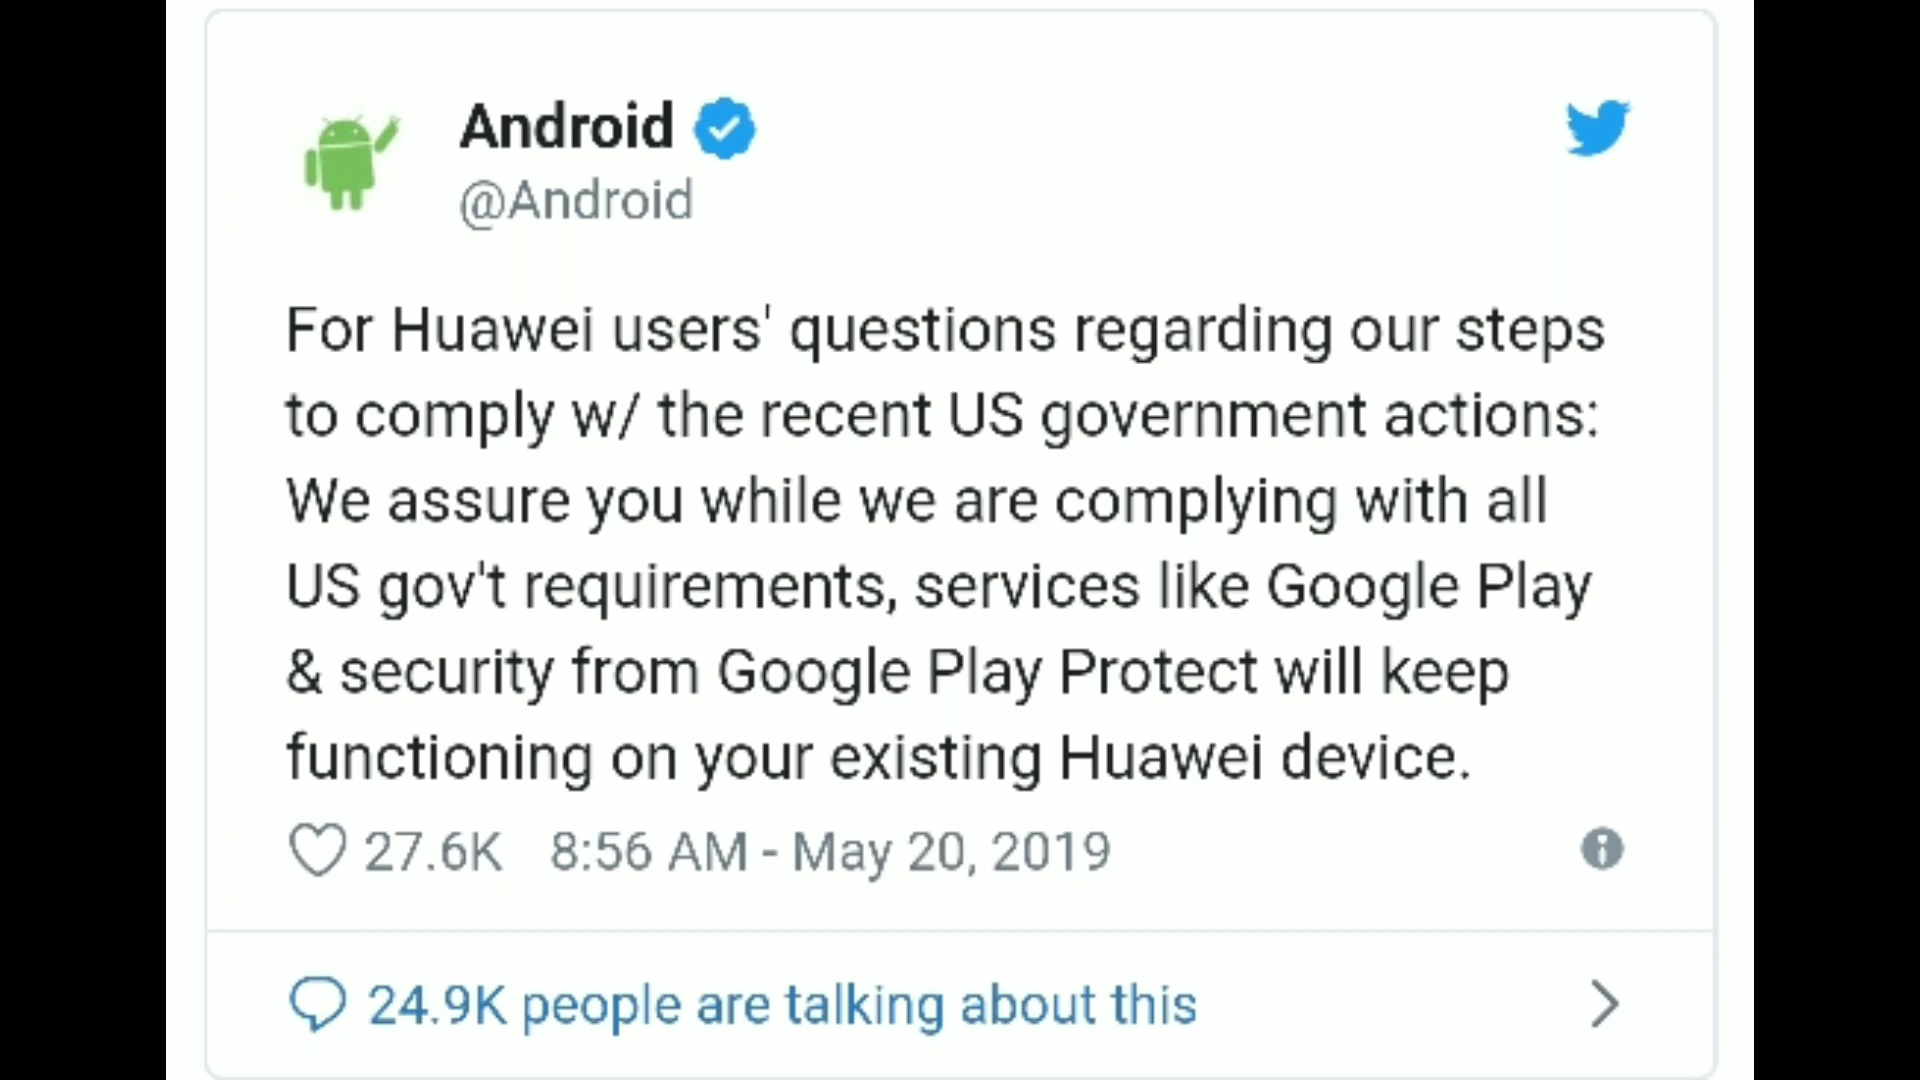 Android
@Android
For Huawei users' questions regarding our steps
to comply w/ the recent US government actions:
We assure you while we are complying with all
US gov't requirements, services like Google Play
& security from Google Play Protect will keep
functioning on your existing Huawei device.
27.6K 8:56 AM - May 20, 2019
24.9K people are talking about this